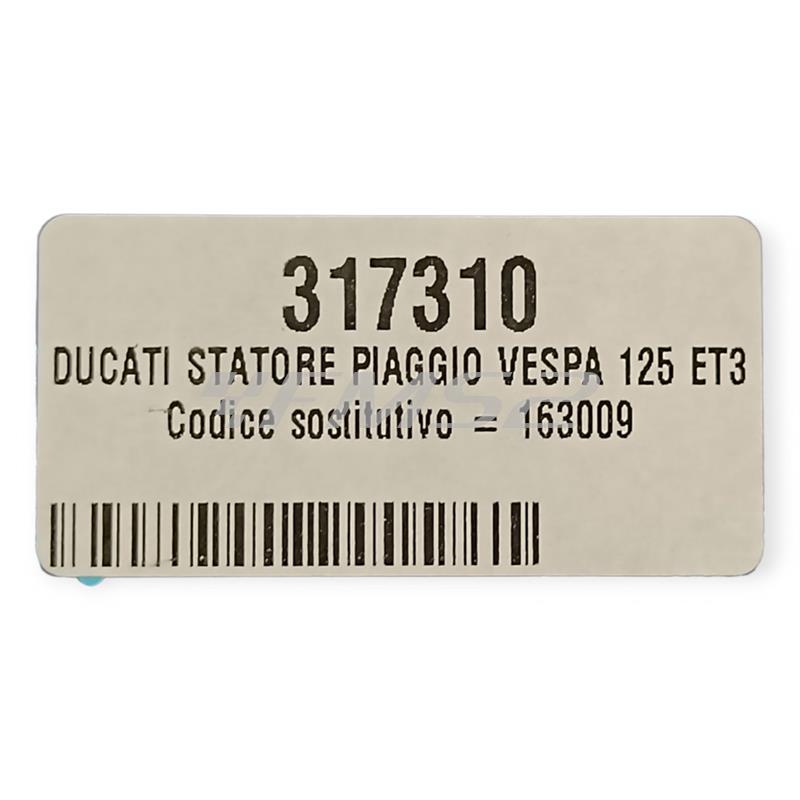 317310
DUCATI STATORE PIAGGIO VESPA 125 ET3
Codice sostitutivo = 163009